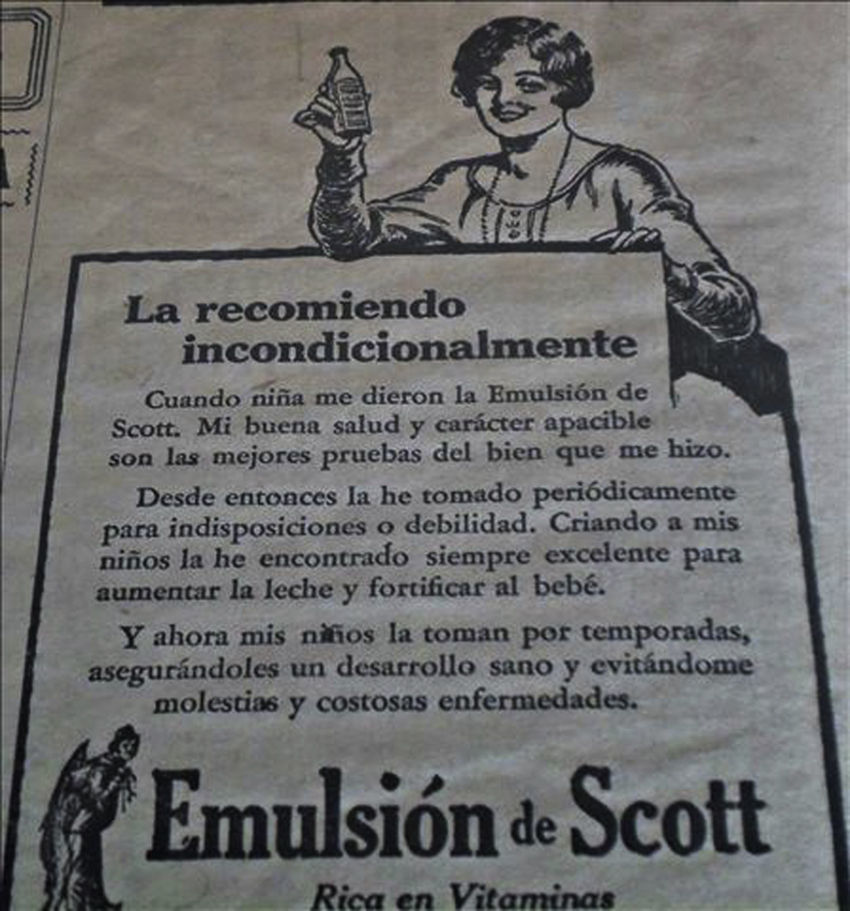 La recomiendo
incondicionalmente
Cuando niña me dieron la Emulsión de
Scott. Mi buena salud y carácter apacible
son las mejores pruebas del bien que me hizo.
Desde entonces la he tomado periódicamente
para indisposiciones o debilidad. Criando a mis
niños la he encontrado siempre excelente para
aumentar la leche y fortificar al bebé.
Y ahora mis niños la toman por temporadas,
asegurándoles un desarrollo sano y evitándome
molestias y costosas enfermedades.
Emulsión de Scott
Rica en Vitaminas